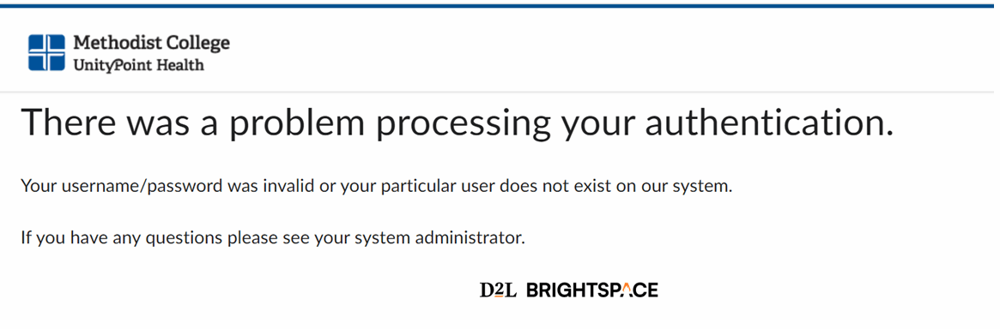 Methodist College
UnityPoint Health
There was a problem processing your authentication.
Your username/password was invalid or your particular user does not exist on our system.
If you have any questions please see your system administrator.
D2L BRIGHTSPACE